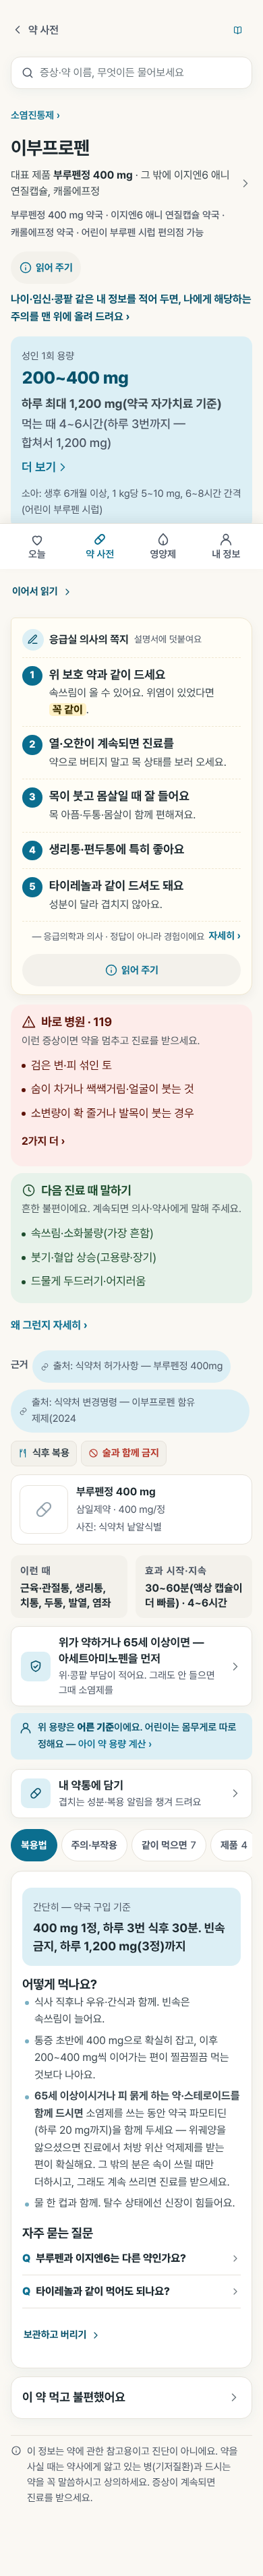 약 사전
증상·약 이름, 무엇이든 물어보세요
소염진통제 ›
이부프로펜
대표 제품 부루펜정 400 mg · 그 밖에 이지엔6 애니
연질캡슐, 캐롤에프정
부루펜정 400 mg 약국 · 이지엔6 애니 연질캡슐 약국 ·
캐롤에프정 약국 · 어린이 부루펜 시럽 편의점 가능
읽어 주기
나이·임신·콩팥 같은 내 정보를 적어 두면, 나에게 해당하는
주의를 맨 위에 올려 드려요 ›
성인 1회 용량
200~400 mg
하루 최대 1,200 mg(약국 자가치료 기준)
먹는 때 4~6시간(하루 3번까지 —
합쳐서 1,200 mg)
더 보기
소아: 생후 6개월 이상, 1 kg당 5~10 mg, 6~8시간 간격
(어린이 부루펜 시럽)
오늘
약 사전
영양제
내 정보
이어서 읽기
응급실 의사의 쪽지 설명서에 덧붙여요
1 위 보호 약과 같이 드세요
속쓰림이 올 수 있어요. 위염이 있었다면
꼭 같이.
2 열·오한이 계속되면 진료를
약으로 버티지 말고 목 상태를 보러 오세요.
3 목이 붓고 몸살일 때 잘 들어요
목 아픔·두통·몸살이 함께 편해져요.
4 생리통·편두통에 특히 좋아요
5 타이레놀과 같이 드셔도 돼요
성분이 달라 겹치지 않아요.
— 응급의학과 의사 · 정답이 아니라 경험이에요 자세히 ›
읽어 주기
바로 병원 · 119
이런 증상이면 약을 멈추고 진료를 받으세요.
검은 변·피 섞인 토
숨이 차거나 쌕쌕거림·얼굴이 붓는 것
소변량이 확 줄거나 발목이 붓는 경우
2가지 더 ›
다음 진료 때 말하기
흔한 불편이에요. 계속되면 의사·약사에게 말해 주세요.
속쓰림·소화불량(가장 흔함)
붓기·혈압 상승(고용량·장기)
드물게 두드러기·어지러움
왜 그런지 자세히 ›
근거
출처: 식약처 허가사항 — 부루펜정 400mg
출처: 식약처 변경명령 — 이부프로펜 함유
제제(2024
식후 복용
술과 함께 금지
부루펜정 400 mg
삼일제약 · 400 mg/정
사진: 식약처 낱알식별
이런 때
근육·관절통, 생리통,
치통, 두통, 발열, 염좌
효과 시작·지속
30~60분(액상 캡슐이
더 빠름) · 4~6시간
위가 약하거나 65세 이상이면 —
아세트아미노펜을 먼저
위·콩팥 부담이 적어요. 그래도 안 들으면
그때 소염제를
위 용량은 어른 기준이에요. 어린이는 몸무게로 따로
정해요 — 아이 약 용량 계산 ›
내 약통에 담기
겹치는 성분·복용 알림을 챙겨 드려요
복용법
주의·부작용
같이 먹으면 7
제품 4
간단히 — 약국 구입 기준
400 mg 1정, 하루 3번 식후 30분. 빈속
금지, 하루 1,200 mg(3정)까지
어떻게 먹나요?
식사 직후나 우유·간식과 함께. 빈속은
속쓰림이 늘어요.
통증 초반에 400 mg으로 확실히 잡고, 이후
200~400 mg씩 이어가는 편이 찔끔찔끔 먹는
것보다 나아요.
65세 이상이시거나 피 묽게 하는 약·스테로이드를
함께 드시면 소염제를 쓰는 동안 약국 파모티딘
(하루 20 mg까지)을 함께 두세요 — 위궤양을
앓으셨으면 진료에서 처방 위산 억제제를 받는
편이 확실해요. 그 밖의 분은 속이 쓰릴 때만
더하시고, 그래도 계속 쓰리면 진료를 받으세요.
물 한 컵과 함께. 탈수 상태에선 신장이 힘들어요.
자주 묻는 질문
Q 부루펜과 이지엔6는 다른 약인가요?
Q 타이레놀과 같이 먹어도 되나요?
보관하고 버리기
이 약 먹고 불편했어요
이 정보는 약에 관한 참고용이고 진단이 아니에요. 약을
사실 때는 약사에게 앓고 있는 병(기저질환)과 드시는
약을 꼭 말씀하시고 상의하세요. 증상이 계속되면
진료를 받으세요.